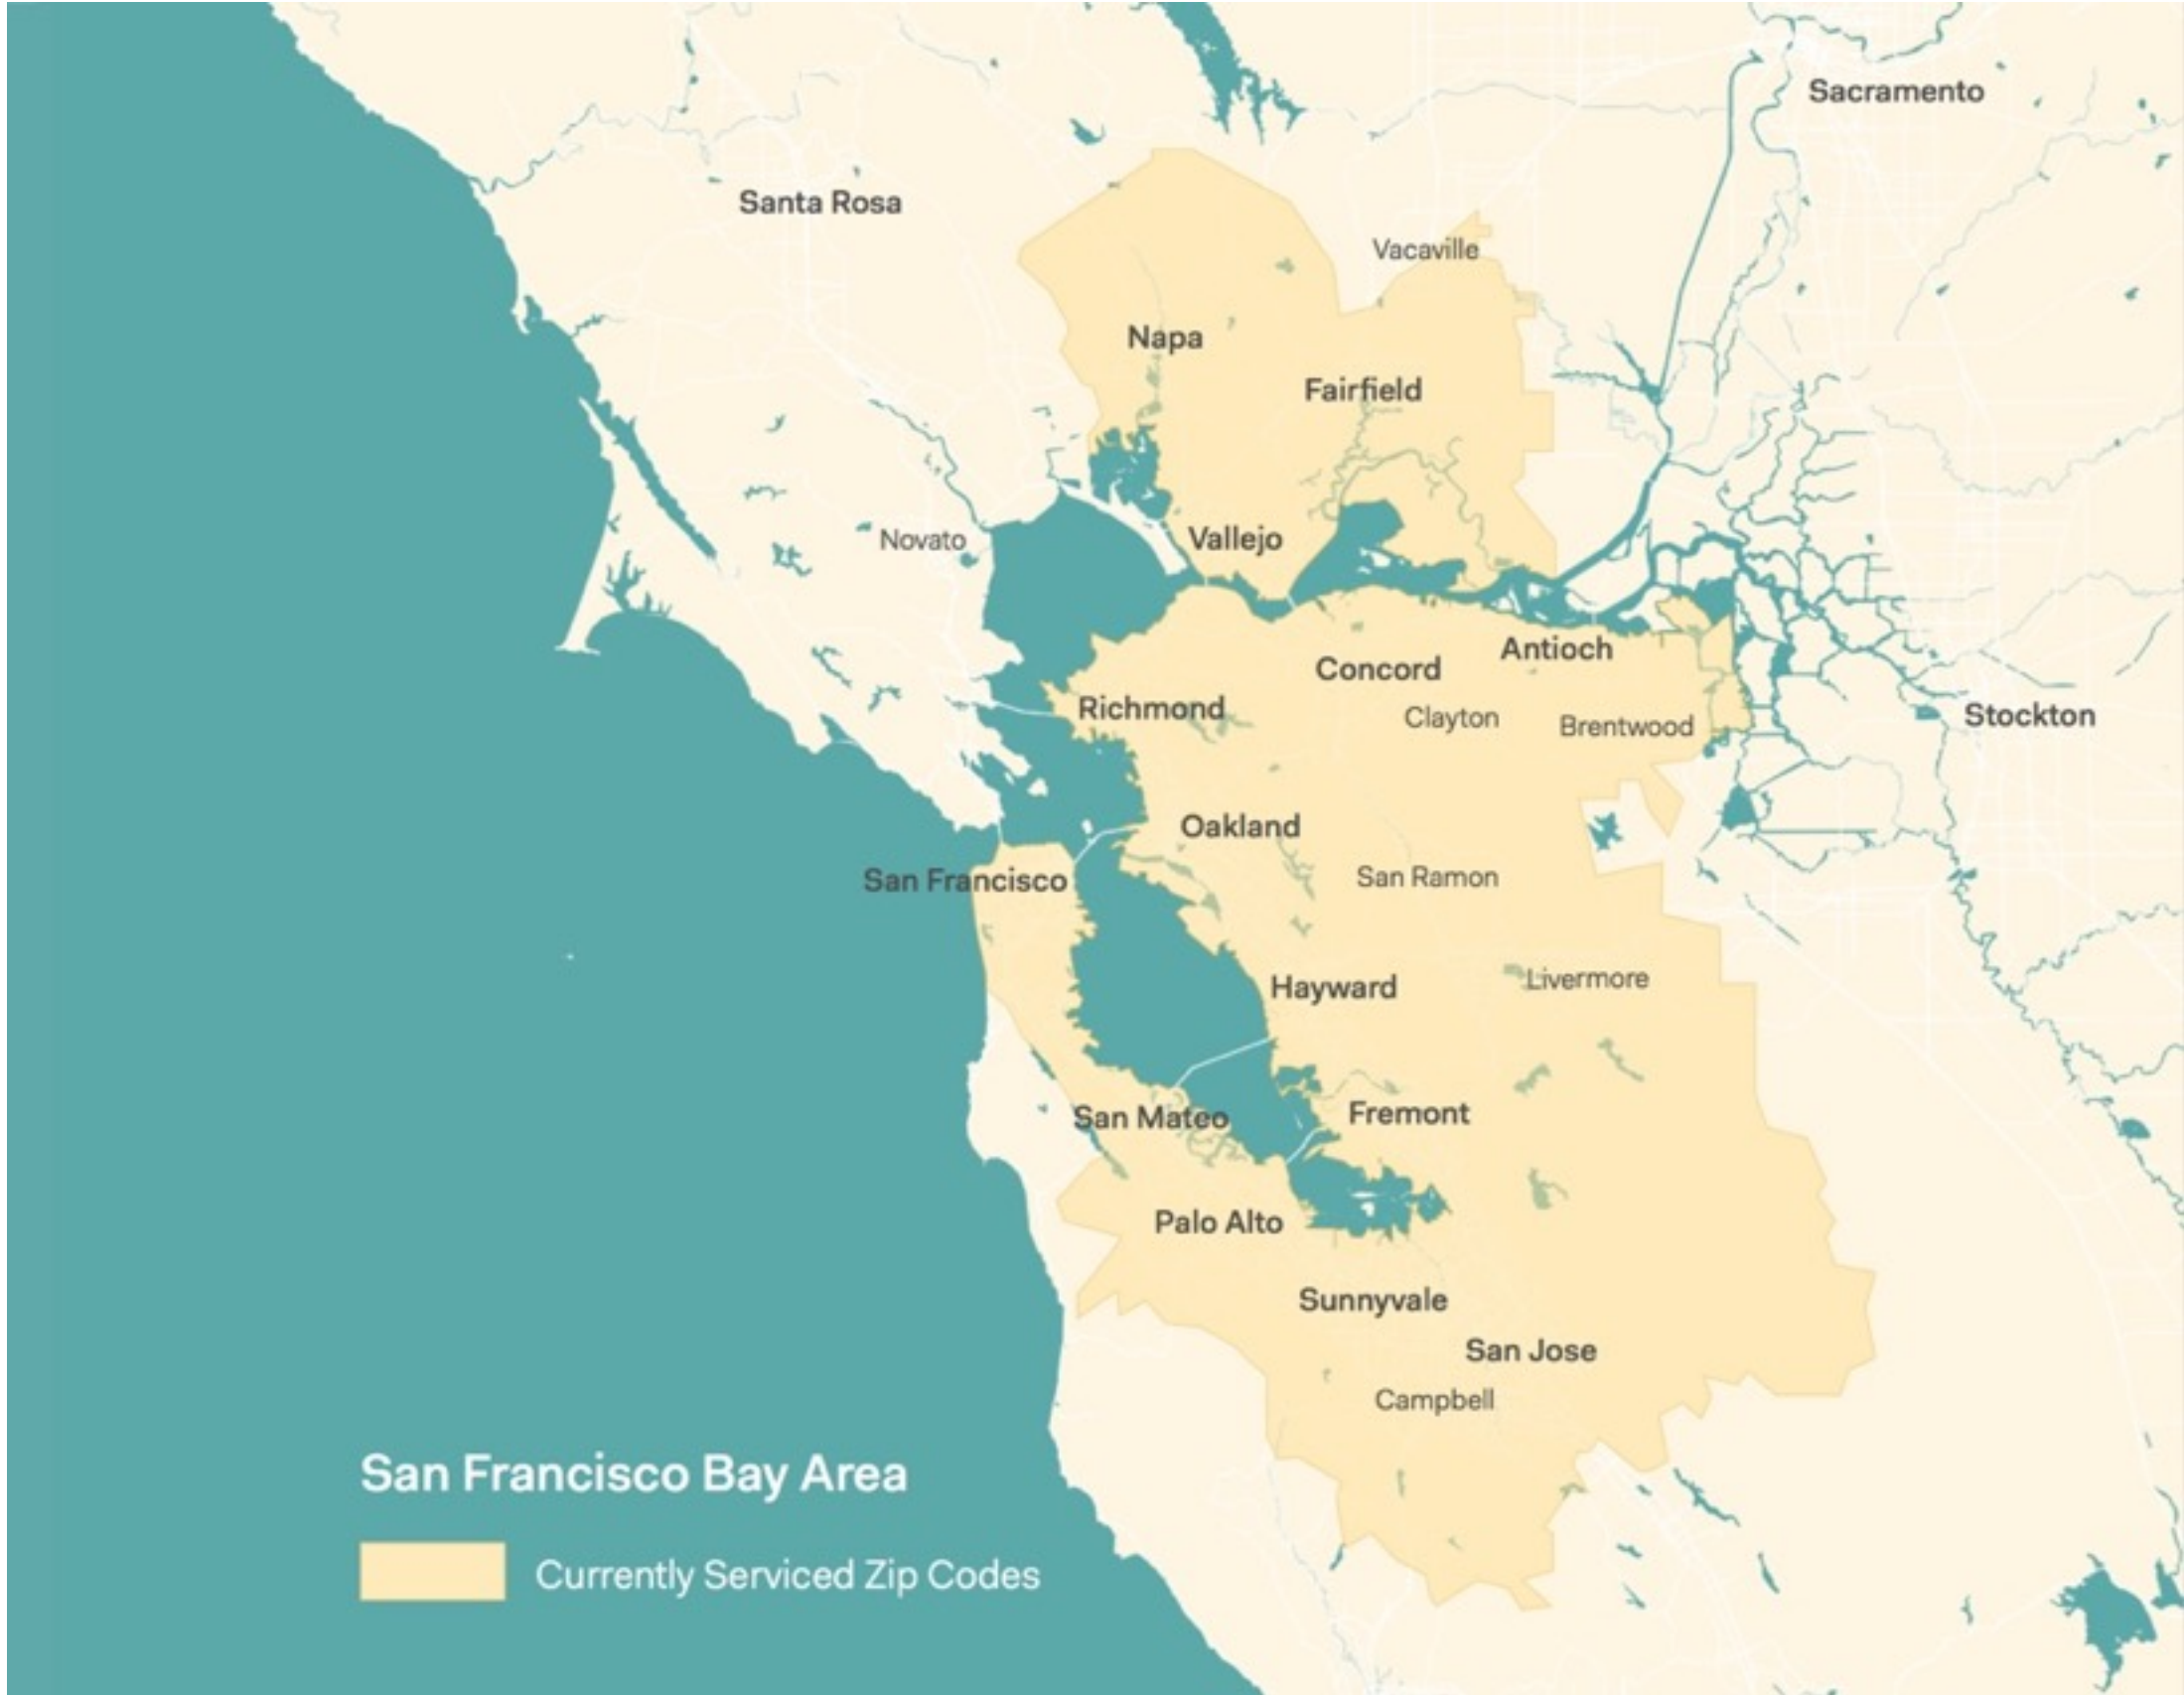 Sacramento
Santa Rosa
Vacaville
Napa
Fairfield
Novato
Vallejo
Antioch
Concord
Richmond
Clayton
Brentwood
Stockton
Oakland
San Francisco
San Ramon
Hayward
Livermore
San Mateo
Fremont
Palo Alto
Sunnyvale
San Jose
Campbell
San Francisco Bay Area
Currently Serviced Zip Codes